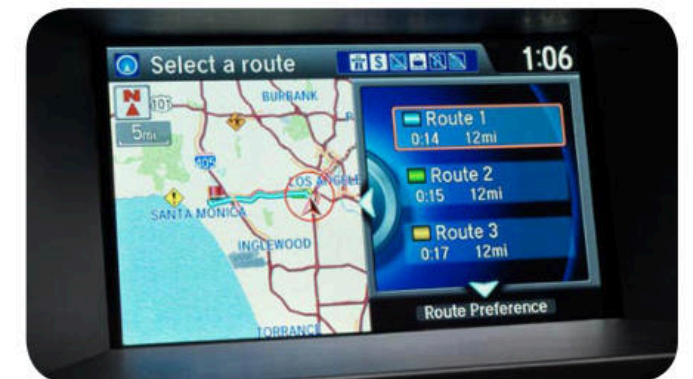 Select a route
S
1:06
N
101
BURBANK
5mi
405
LOS ANGELE
SANTA MONICA
INGLEWOOD
TORRANCE
Route 1
0:14 12mi
Route 2
0:15 12mi
Route 3
0:17 12mi
Route Preference